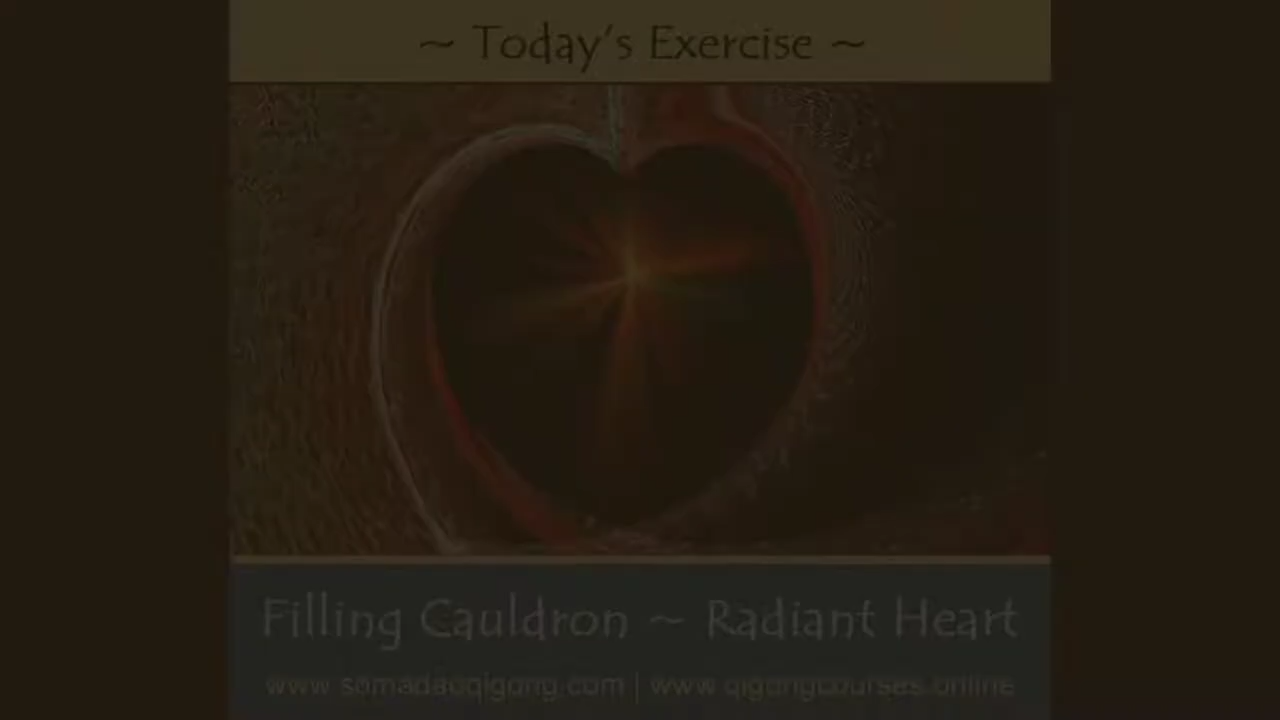 ~ Today's Exercise ~
Filling Cauldron ~ Radiant Heart
www.somadaoqigong.com | www.qigongcourses.online